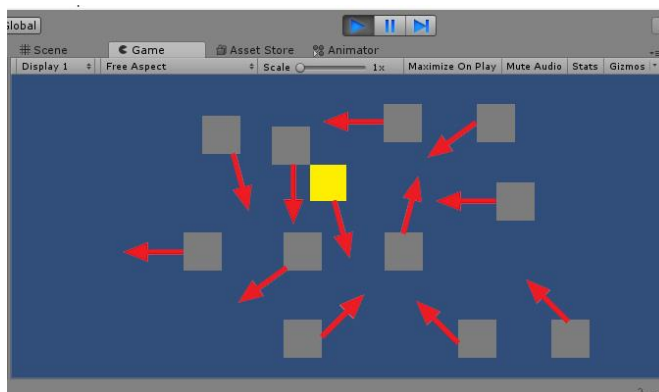 Global
Scene Game Asset Store Animator
Display 1 Free Aspect Scale 1x Maximize On Play Mute Audio Stats Gizmos